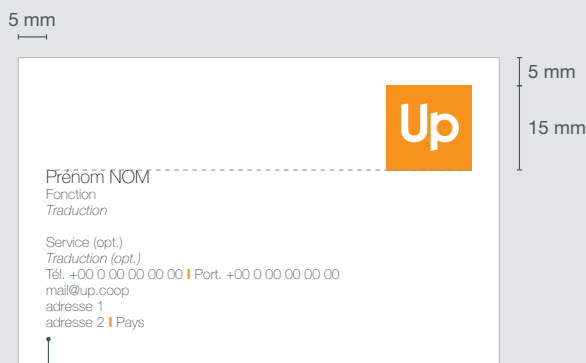 5 mm
5 mm
Up
15 mm
Prénom NOM
Fonction
Traduction
Service (opt.)
Traduction (opt.)
Tél. +00 0 00 00 00 00 I Port. +00 0 00 00 00 00
mail@up.coop
adresse 1
adresse 2 I Pays